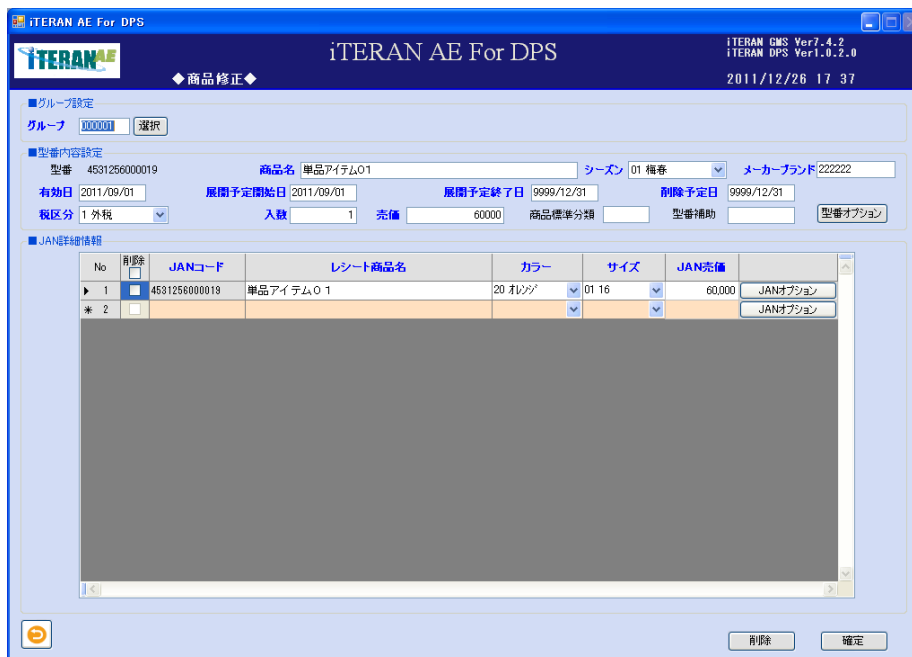 iTERAN AE For DPS
iTERAN AE
iTERAN AE For DPS
iTERAN GMS Ver7.4.2
iTERAN DPS Ver1.0.2.0
◆商品修正◆
2011/12/26 17 37
■グループ設定
グループ 000001 選択
■型番内容設定
型番 4531256000019 商品名 単品アイテム01 シーズン 01 梅春 メーカーブランド 222222
有効日 2011/09/01 展開予定開始日 2011/09/01 展開予定終了日 9999/12/31 削除予定日 9999/12/31
税区分 1 外税 入数 1 売価 60000 商品標準分類 型番補助 型番オプション
■JAN詳細情報
No 削除 JANコード レシート商品名 カラー サイズ JAN売価
1 4531256000019 単品アイテム01 20 オレンジ 01 16 60,000 JANオプション
* 2 JANオプション
削除 確定